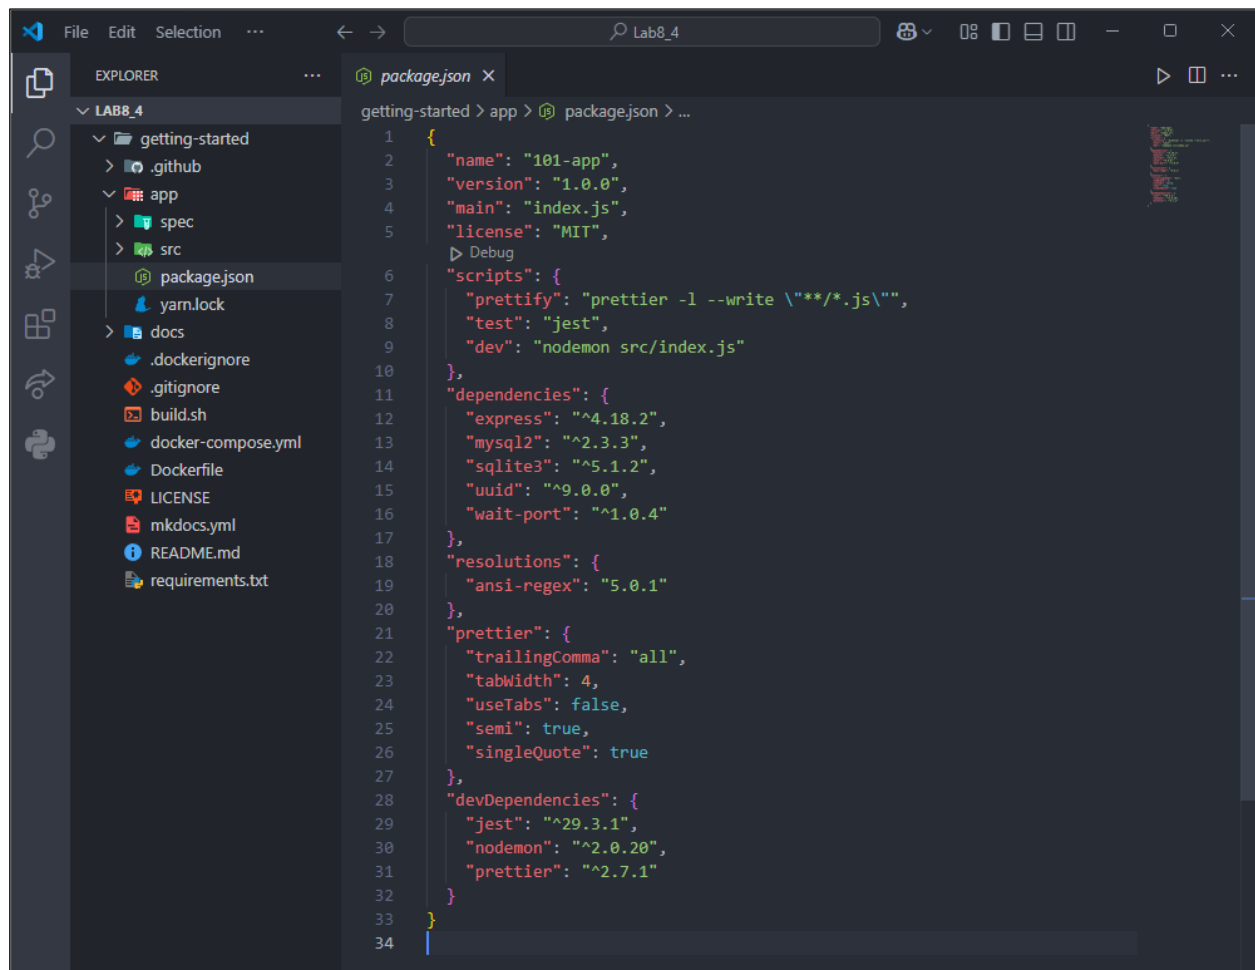 File Edit Selection ··· Lab8_4
EXPLORER ···
LAB8_4
getting-started
.github
app
spec
src
package.json
yarn.lock
docs
.dockerignore
.gitignore
build.sh
docker-compose.yml
Dockerfile
LICENSE
mkdocs.yml
README.md
requirements.txt
package.json
getting-started > app > package.json > ...
1 {
2 "name": "101-app",
3 "version": "1.0.0",
4 "main": "index.js",
5 "license": "MIT",
Debug
6 "scripts": {
7 "prettify": "prettier -l --write \"**/*.js\"",
8 "test": "jest",
9 "dev": "nodemon src/index.js"
10 },
11 "dependencies": {
12 "express": "^4.18.2",
13 "mysql2": "^2.3.3",
14 "sqlite3": "^5.1.2",
15 "uuid": "^9.0.0",
16 "wait-port": "^1.0.4"
17 },
18 "resolutions": {
19 "ansi-regex": "5.0.1"
20 },
21 "prettier": {
22 "trailingComma": "all",
23 "tabWidth": 4,
24 "useTabs": false,
25 "semi": true,
26 "singleQuote": true
27 },
28 "devDependencies": {
29 "jest": "^29.3.1",
30 "nodemon": "^2.0.20",
31 "prettier": "^2.7.1"
32 }
33 }
34